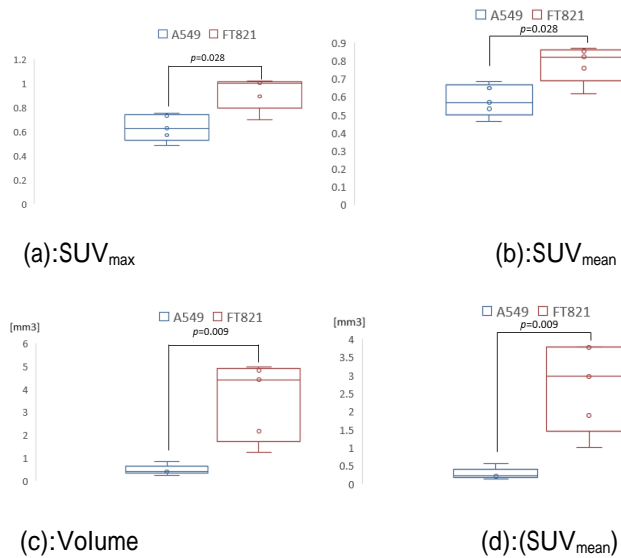 A549 FT821
p=0.028
1.2
1
0.8
0.6
0.4
0.2
0
(a):SUVmax
A549 FT821
p=0.028
0.9
0.8
0.7
0.6
0.5
0.4
0.3
0.2
0.1
0
(b):SUVmean
A549 FT821
[mm3]
p=0.009
6
5
4
3
2
1
0
(c):Volume
A549 FT821
[mm3]
p=0.009
4
3.5
3
2.5
2
1.5
1
0.5
0
(d):(SUVmean)